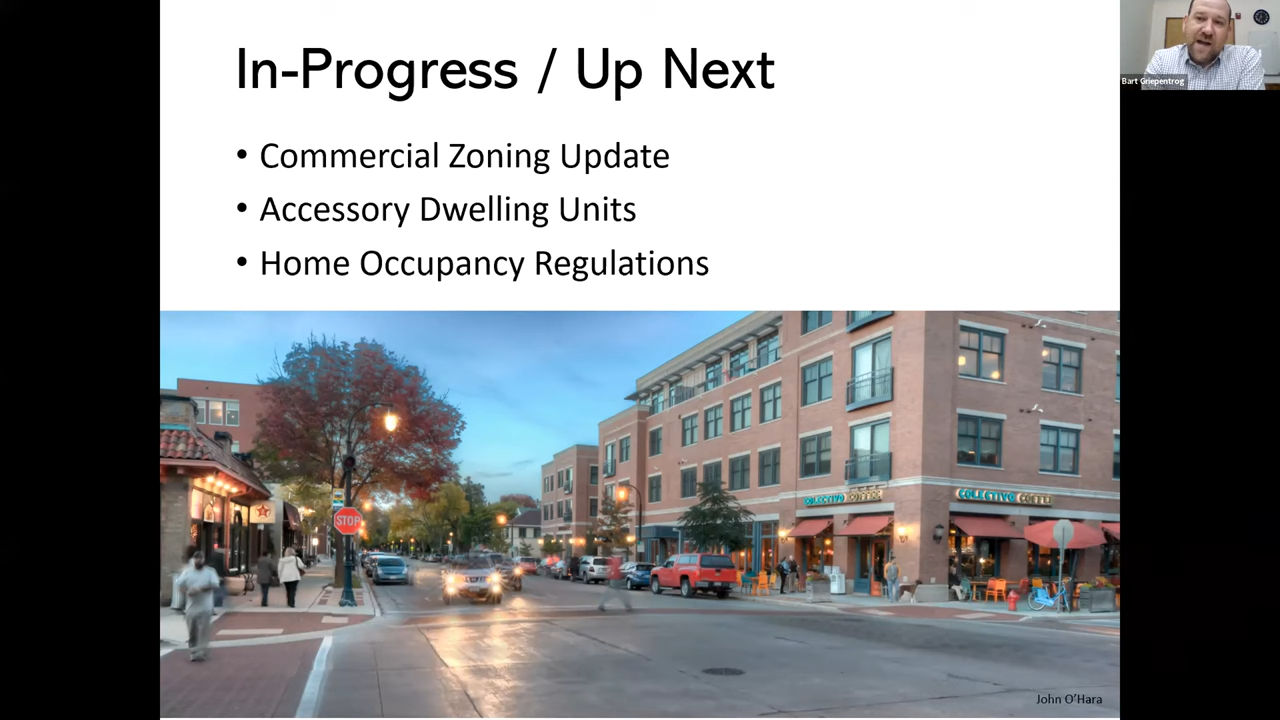 In-Progress / Up Next
• Commercial Zoning Update
• Accessory Dwelling Units
• Home Occupancy Regulations
Bart Griepentrog
STOP
COLECTIVO COFFEE
COLECTIVO COFFEE
John O'Hara